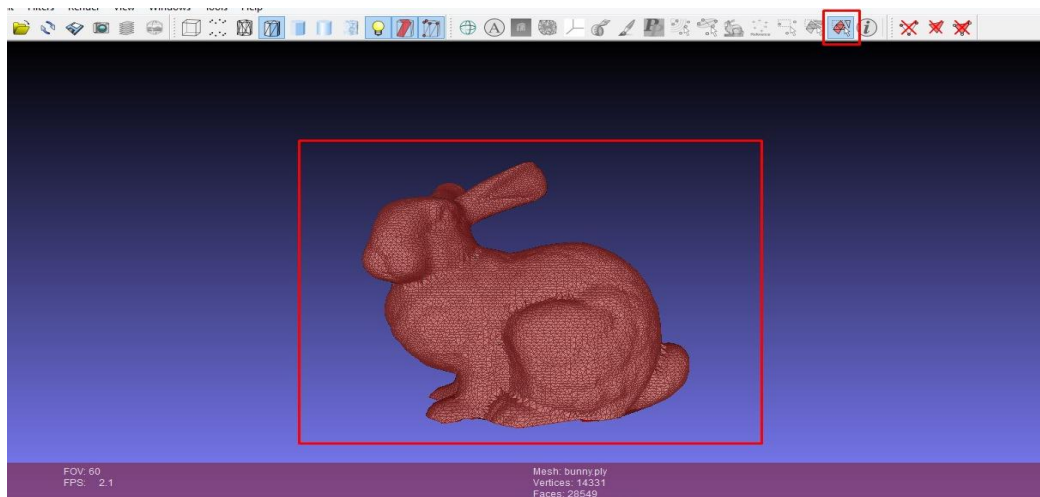 Filters Render View Windows Tools Help
A i
FOV: 60
FPS: 2.1
Mesh: bunny.ply
Vertices: 14331
Faces: 28549